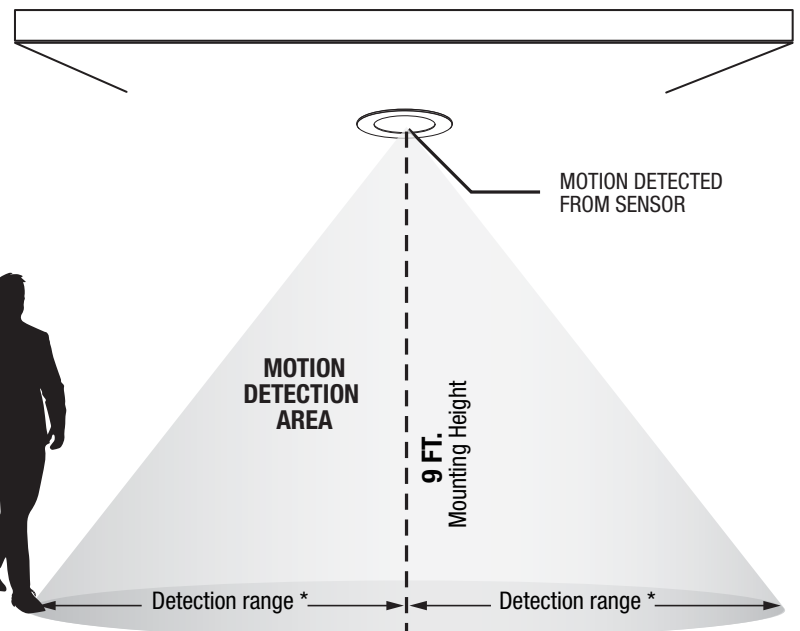 MOTION DETECTED
FROM SENSOR
MOTION
DETECTION
AREA
9 FT.
Mounting Height
Detection range *
Detection range *